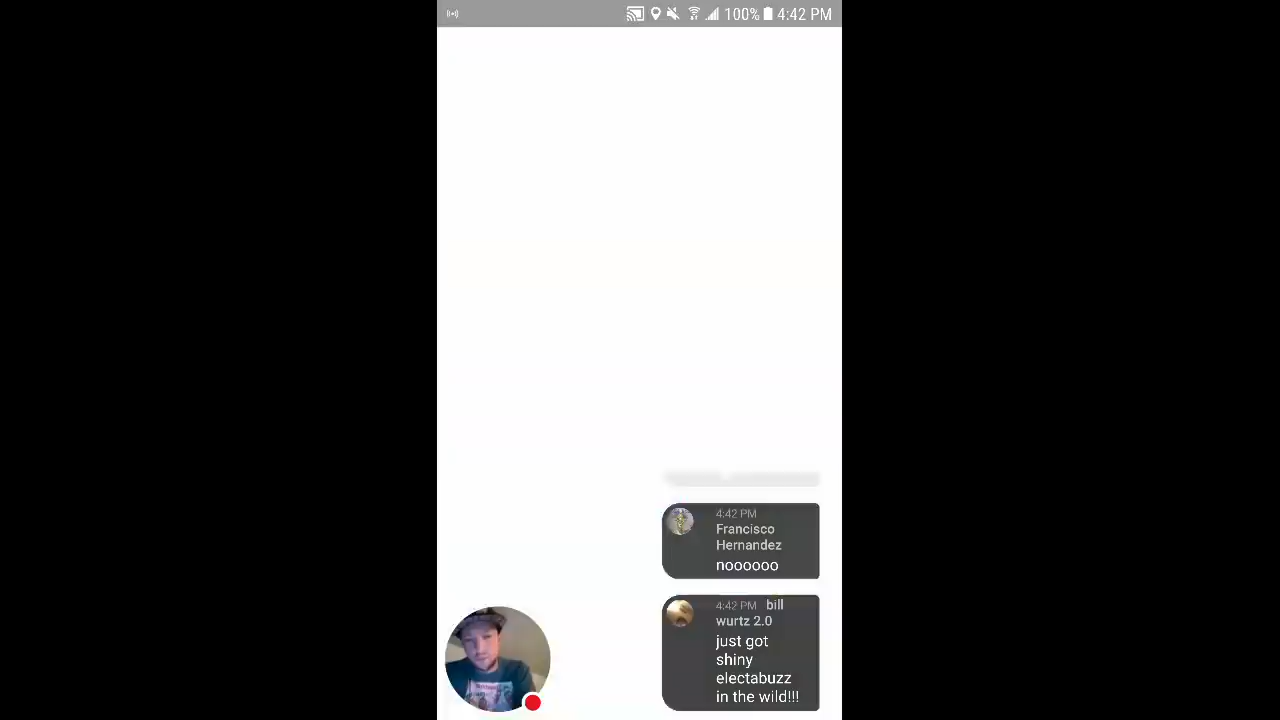 100% 4:42 PM
4:42 PM
Francisco
Hernandez
noooooo
4:42 PM bill
wurtz 2.0
just got
shiny
electabuzz
in the wild!!!